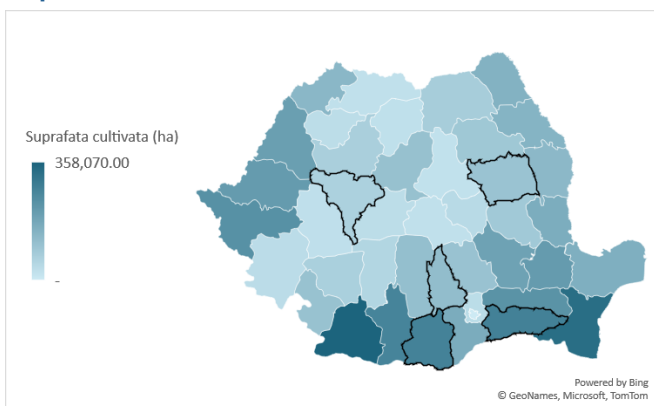 Suprafata cultivata (ha)
358,070.00
-
Powered by Bing
© GeoNames, Microsoft, TomTom